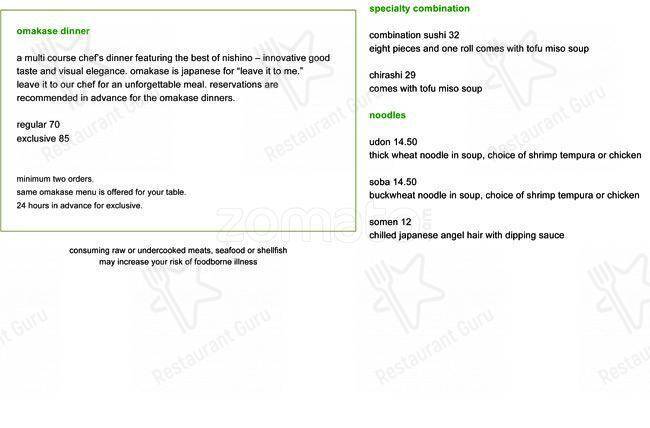 omakase dinner
a multi course chef's dinner featuring the best of nishino – innovative good
taste and visual elegance. omakase is japanese for "leave it to me."
leave it to our chef for an unforgettable meal. reservations are
recommended in advance for the omakase dinners.
regular 70
exclusive 85
minimum two orders.
same omakase menu is offered for your table.
24 hours in advance for exclusive.
consuming raw or undercooked meats, seafood or shellfish
may increase your risk of foodborne illness
specialty combination
combination sushi 32
eight pieces and one roll comes with tofu miso soup
chirashi 29
comes with tofu miso soup
noodles
udon 14.50
thick wheat noodle in soup, choice of shrimp tempura or chicken
soba 14.50
buckwheat noodle in soup, choice of shrimp tempura or chicken
somen 12
chilled japanese angel hair with dipping sauce
zomato.com
Restaurant Guru
Restaurant Guru
Restaurant Guru
Restaurant Guru
Restaurant Guru
Restaurant Guru
Restaurant Guru